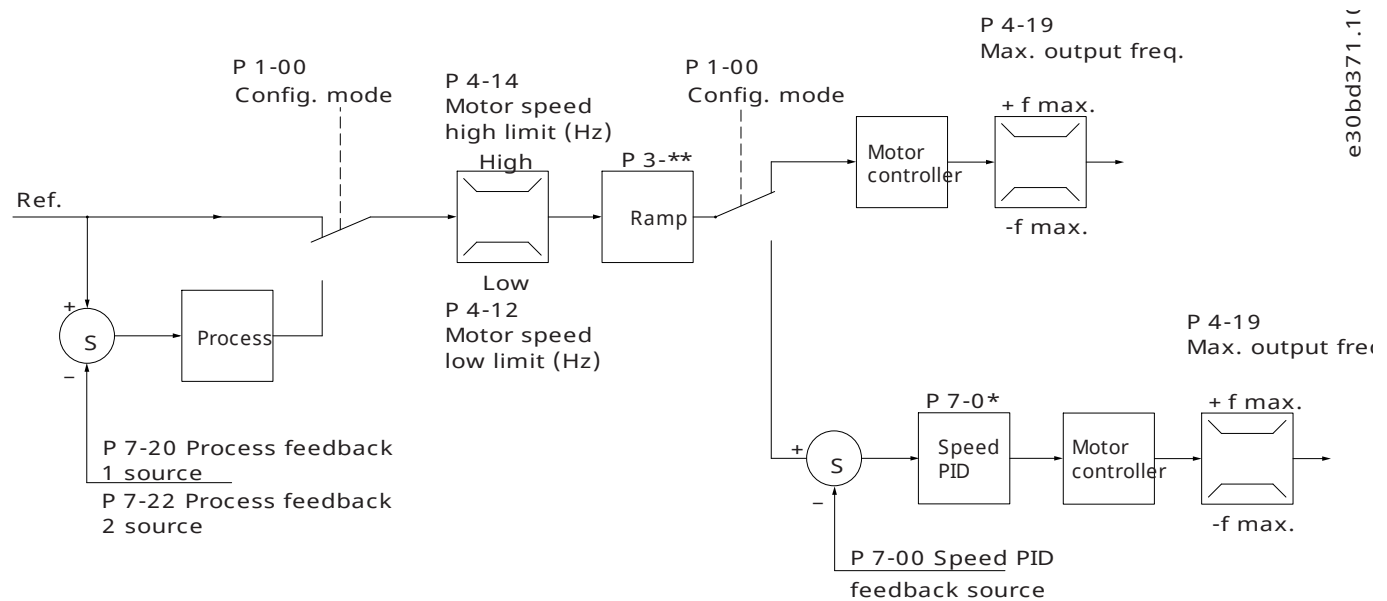 P 4-19
Max. output freq.
e30bd371.1
P 1-00
Config. mode
P 4-14
Motor speed
high limit (Hz)
High
P 3-**
P 1-00
Config. mode
+ f max.
Motor
controller
Ref.
Ramp
-f max.
Low
P 4-12
Motor speed
low limit (Hz)
+
S
–
Process
P 4-19
Max. output freq
P 7-20 Process feedback
1 source
P 7-22 Process feedback
2 source
P 7-0*
+ f max.
+
S
–
Speed
PID
Motor
controller
-f max.
P 7-00 Speed PID
feedback source